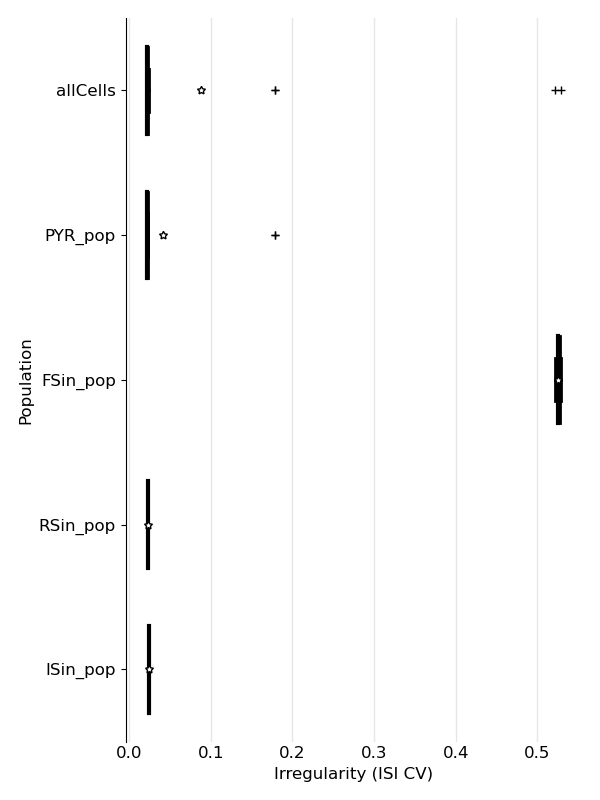 allCells
PYR_pop
FSin_pop
RSin_pop
ISin_pop
Population
0.0 0.1 0.2 0.3 0.4 0.5
Irregularity (ISI CV)